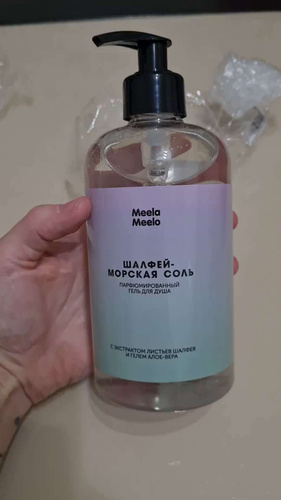 Meela
Meelo
ШАЛФЕЙ-
МОРСКАЯ СОЛЬ
ПАРФЮМИРОВАННЫЙ
ГЕЛЬ ДЛЯ ДУША
С ЭКСТРАКТОМ ЛИСТЬЕВ ШАЛФЕЯ
И ГЕЛЕМ АЛОЕ-ВЕРА